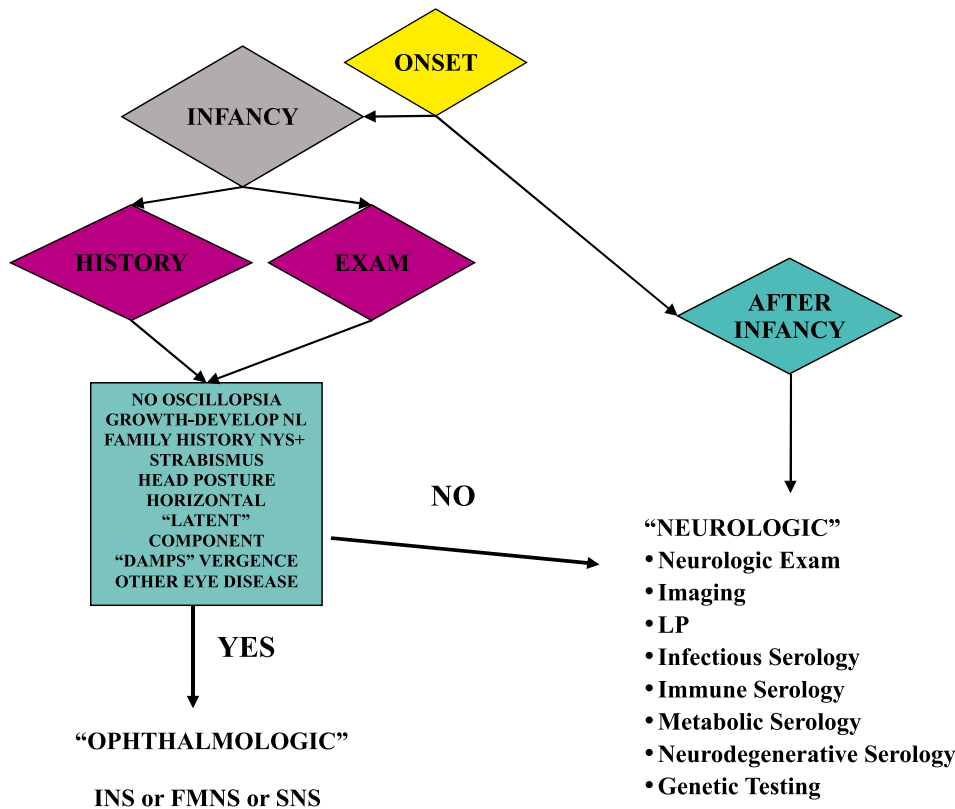 ONSET
INFANCY
HISTORY
EXAM
AFTER
INFANCY
NO OSCILLOPSIA
GROWTH-DEVELOP NL
FAMILY HISTORY NYS+
STRABISMUS
HEAD POSTURE
HORIZONTAL
“LATENT”
COMPONENT
“DAMPS” VERGENCE
OTHER EYE DISEASE
NO
YES
“NEUROLOGIC”
• Neurologic Exam
• Imaging
• LP
• Infectious Serology
• Immune Serology
• Metabolic Serology
• Neurodegenerative Serology
• Genetic Testing
“OPHTHALMOLOGIC”
INS or FMNS or SNS